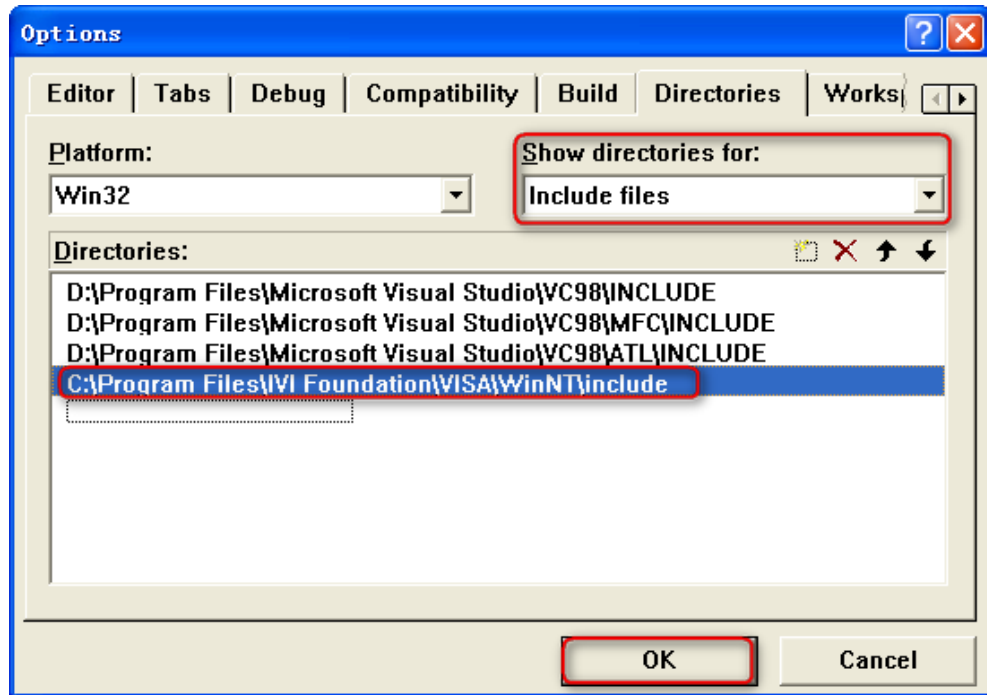 Options
Editor Tabs Debug Compatibility Build Directories Works
Platform: Show directories for:
Win32 Include files
Directories:
D:\Program Files\Microsoft Visual Studio\VC98\INCLUDE
D:\Program Files\Microsoft Visual Studio\VC98\MFC\INCLUDE
D:\Program Files\Microsoft Visual Studio\VC98\ATL\INCLUDE
C:\Program Files\IVI Foundation\VISA\WinNT\include
OK Cancel